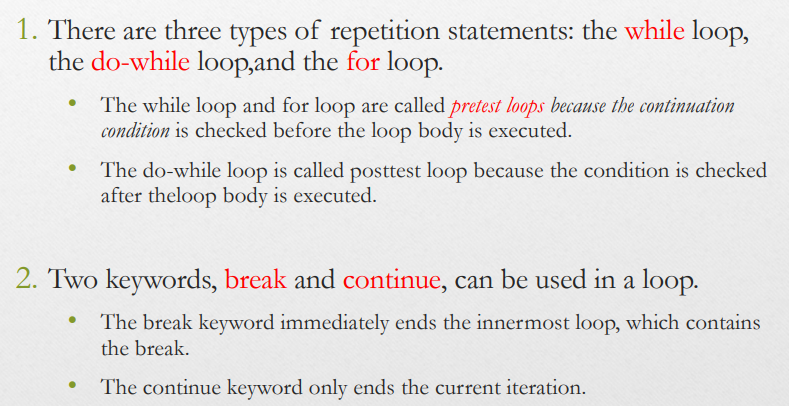 1. There are three types of repetition statements: the while loop,
the do-while loop,and the for loop.
• The while loop and for loop are called pretest loops because the continuation
condition is checked before the loop body is executed.
• The do-while loop is called posttest loop because the condition is checked
after theloop body is executed.
2. Two keywords, break and continue, can be used in a loop.
• The break keyword immediately ends the innermost loop, which contains
the break.
• The continue keyword only ends the current iteration.